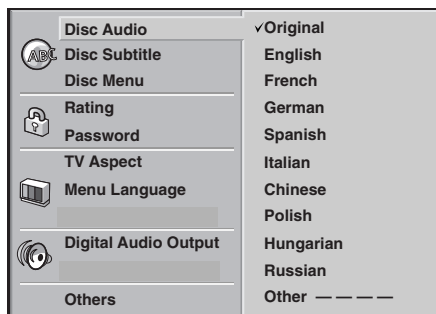 Disc Audio
ABC
Disc Subtitle
Disc Menu
Rating
Password
TV Aspect
Menu Language
Digital Audio Output
Others
✓Original
English
French
German
Spanish
Italian
Chinese
Polish
Hungarian
Russian
Other — — — —